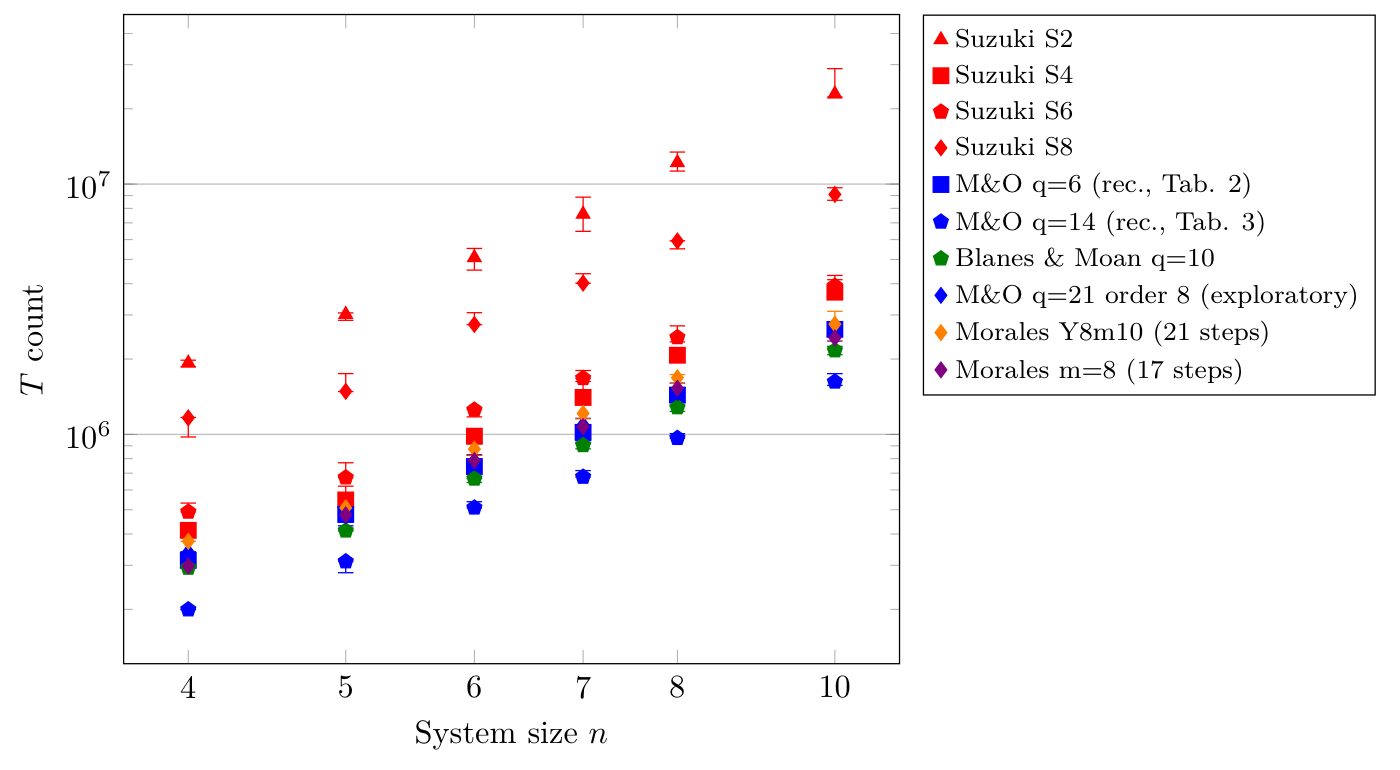 T count
10^7
10^6
4 5 6 7 8 10
System size n
Suzuki S2
Suzuki S4
Suzuki S6
Suzuki S8
M&O q=6 (rec., Tab. 2)
M&O q=14 (rec., Tab. 3)
Blanes & Moan q=10
M&O q=21 order 8 (exploratory)
Morales Y8m10 (21 steps)
Morales m=8 (17 steps)